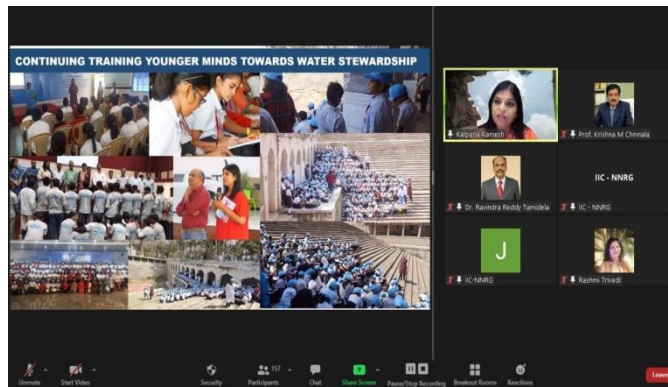 CONTINUING TRAINING YOUNGER MINDS TOWARDS WATER STEWARDSHIP
Kalpana Ramesh
Prof. Krishna M Chinnala
Dr. Ravindra Reddy Tamidela
IIC - NNRG
IIC - NNRG
J
IIC-NNRG
Rashmi Trivedi
Unmute
Start Video
Security
157
Participants
Chat
Share Screen
Pause/Stop Recording
Breakout Rooms
Reactions
Leave